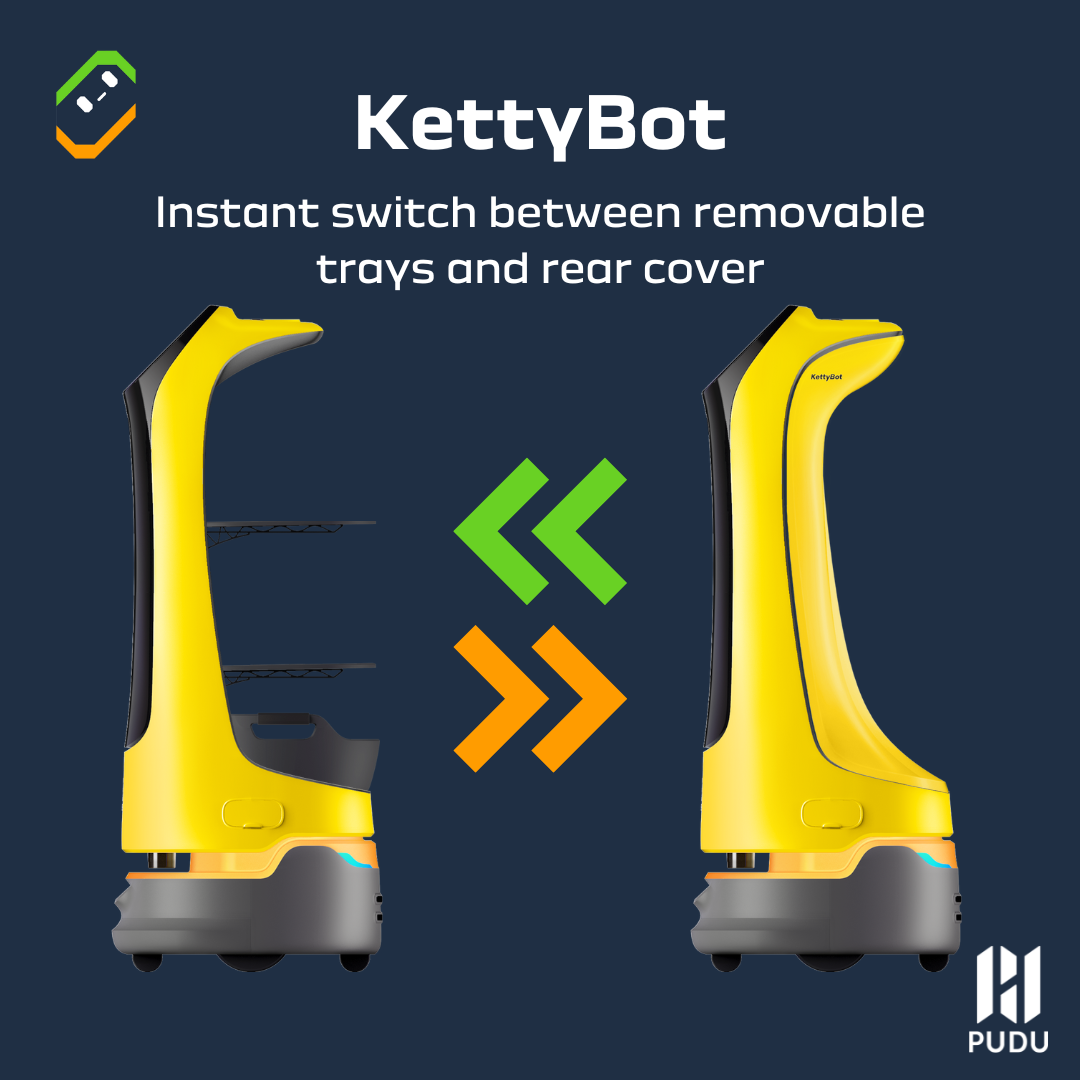 KettyBot
Instant switch between removable
trays and rear cover
KettyBot
PUDU